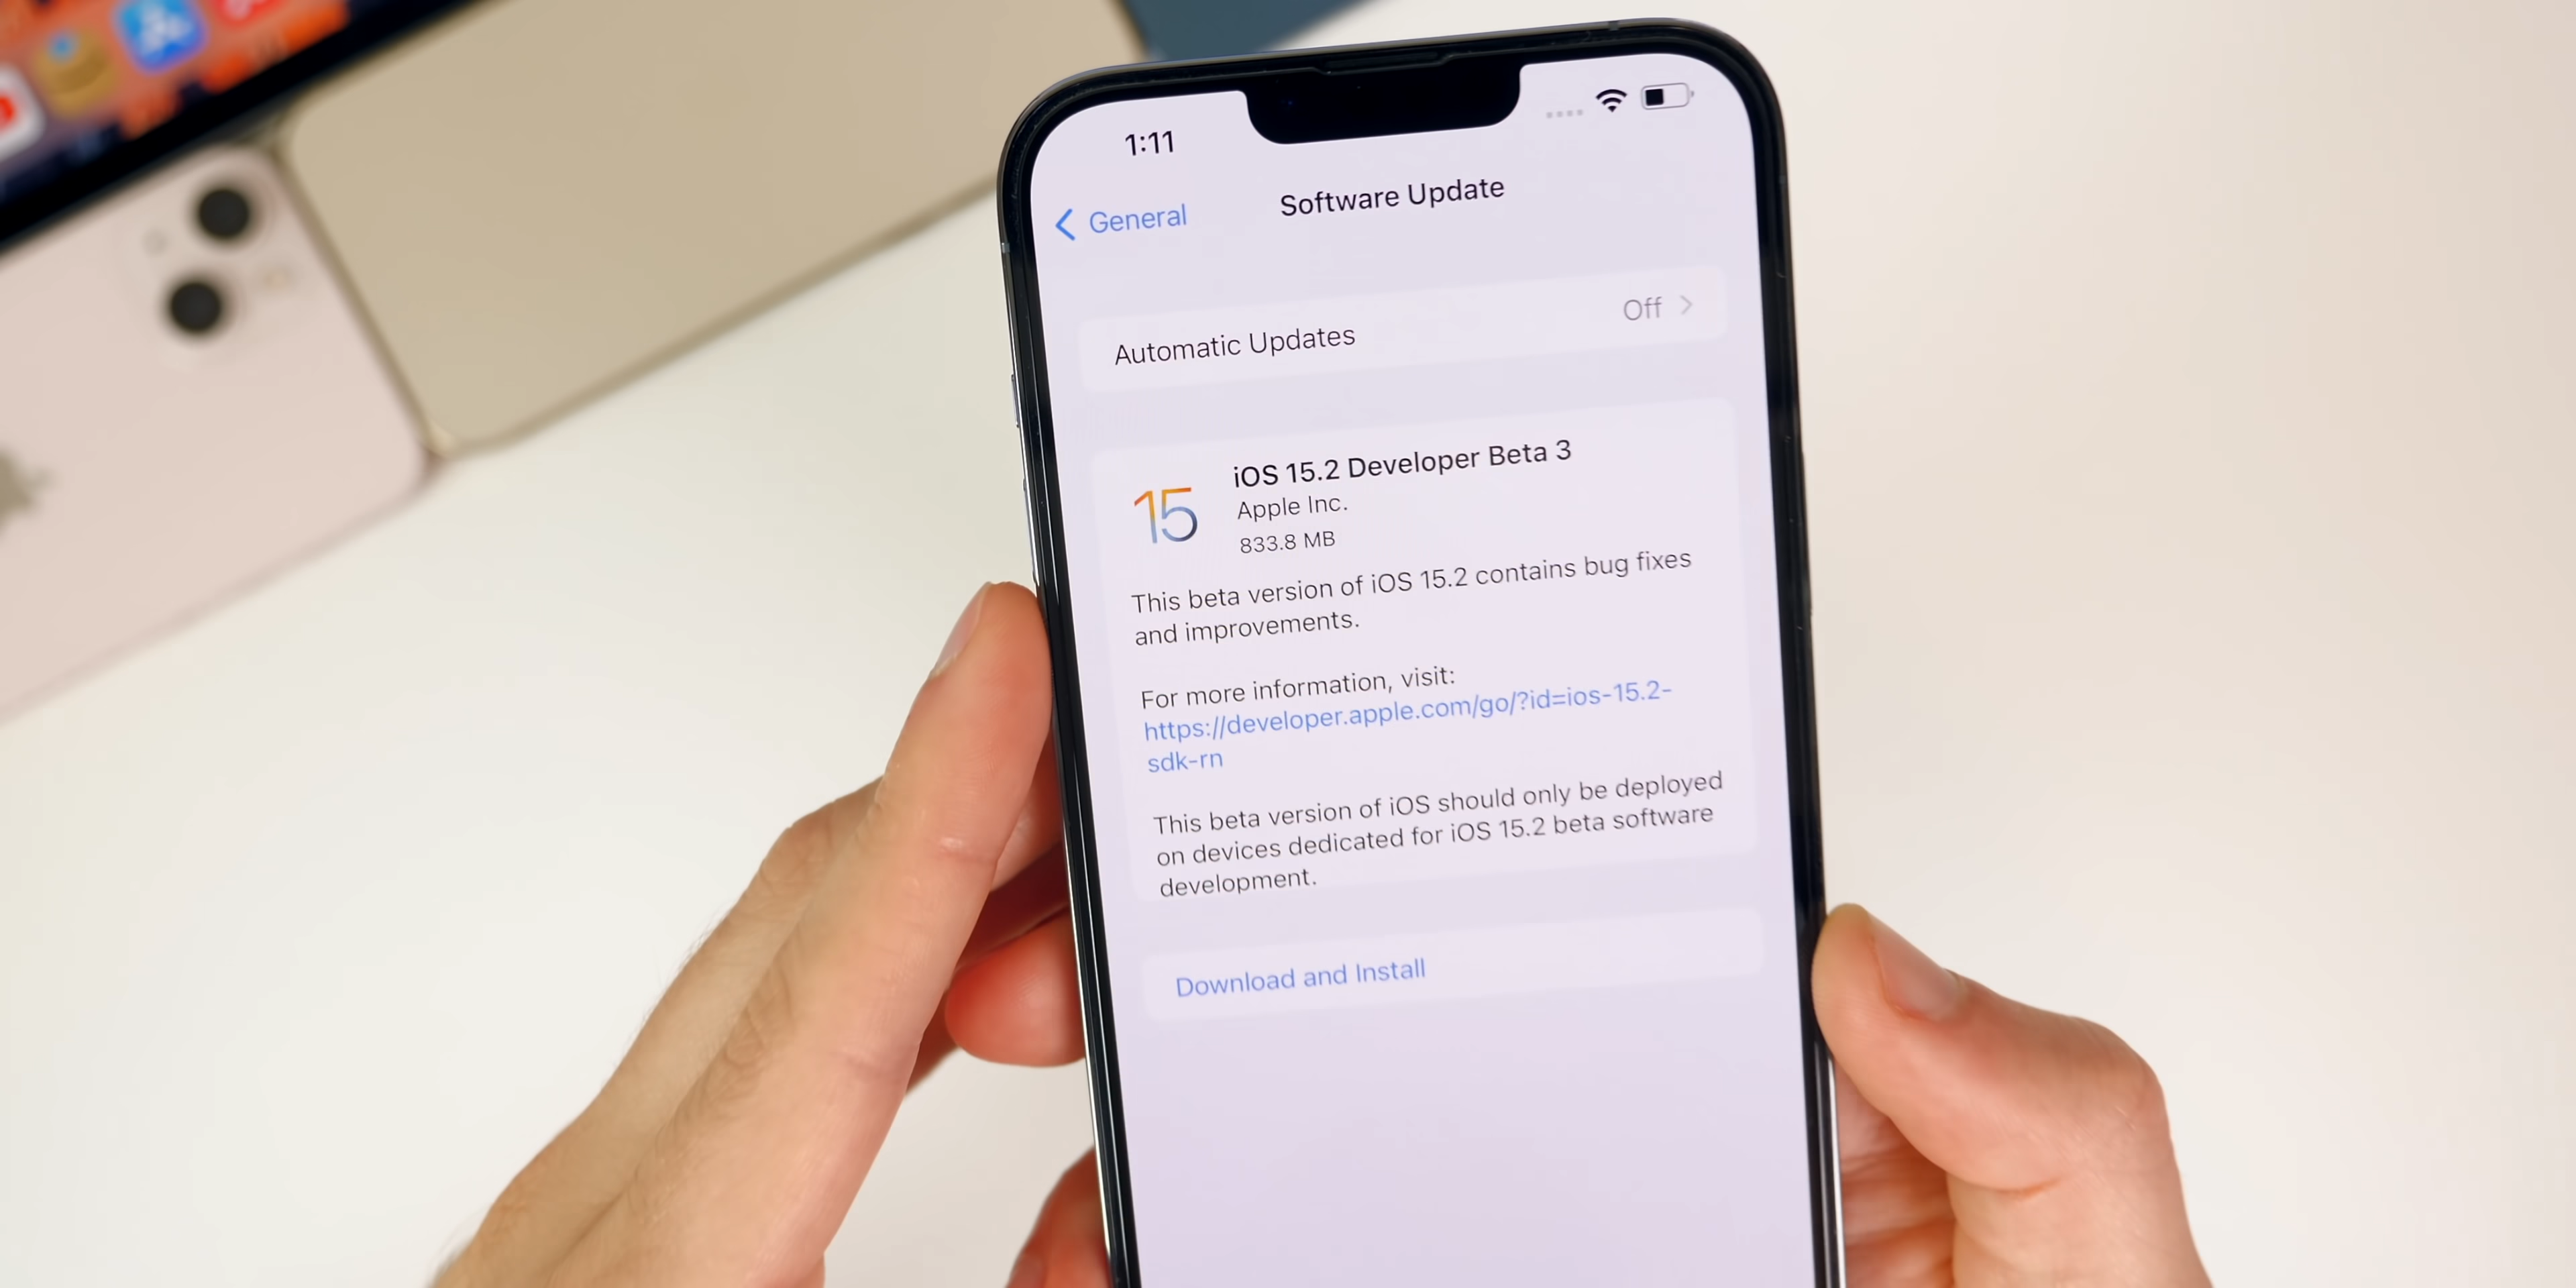 1:11
General
Software Update
Automatic Updates
Off
iOS 15.2 Developer Beta 3
15
Apple Inc.
833.8 MB
This beta version of iOS 15.2 contains bug fixes
and improvements.
For more information, visit:
https://developer.apple.com/go/?id=ios-15.2-
sdk-rn
This beta version of iOS should only be deployed
on devices dedicated for iOS 15.2 beta software
development.
Download and Install